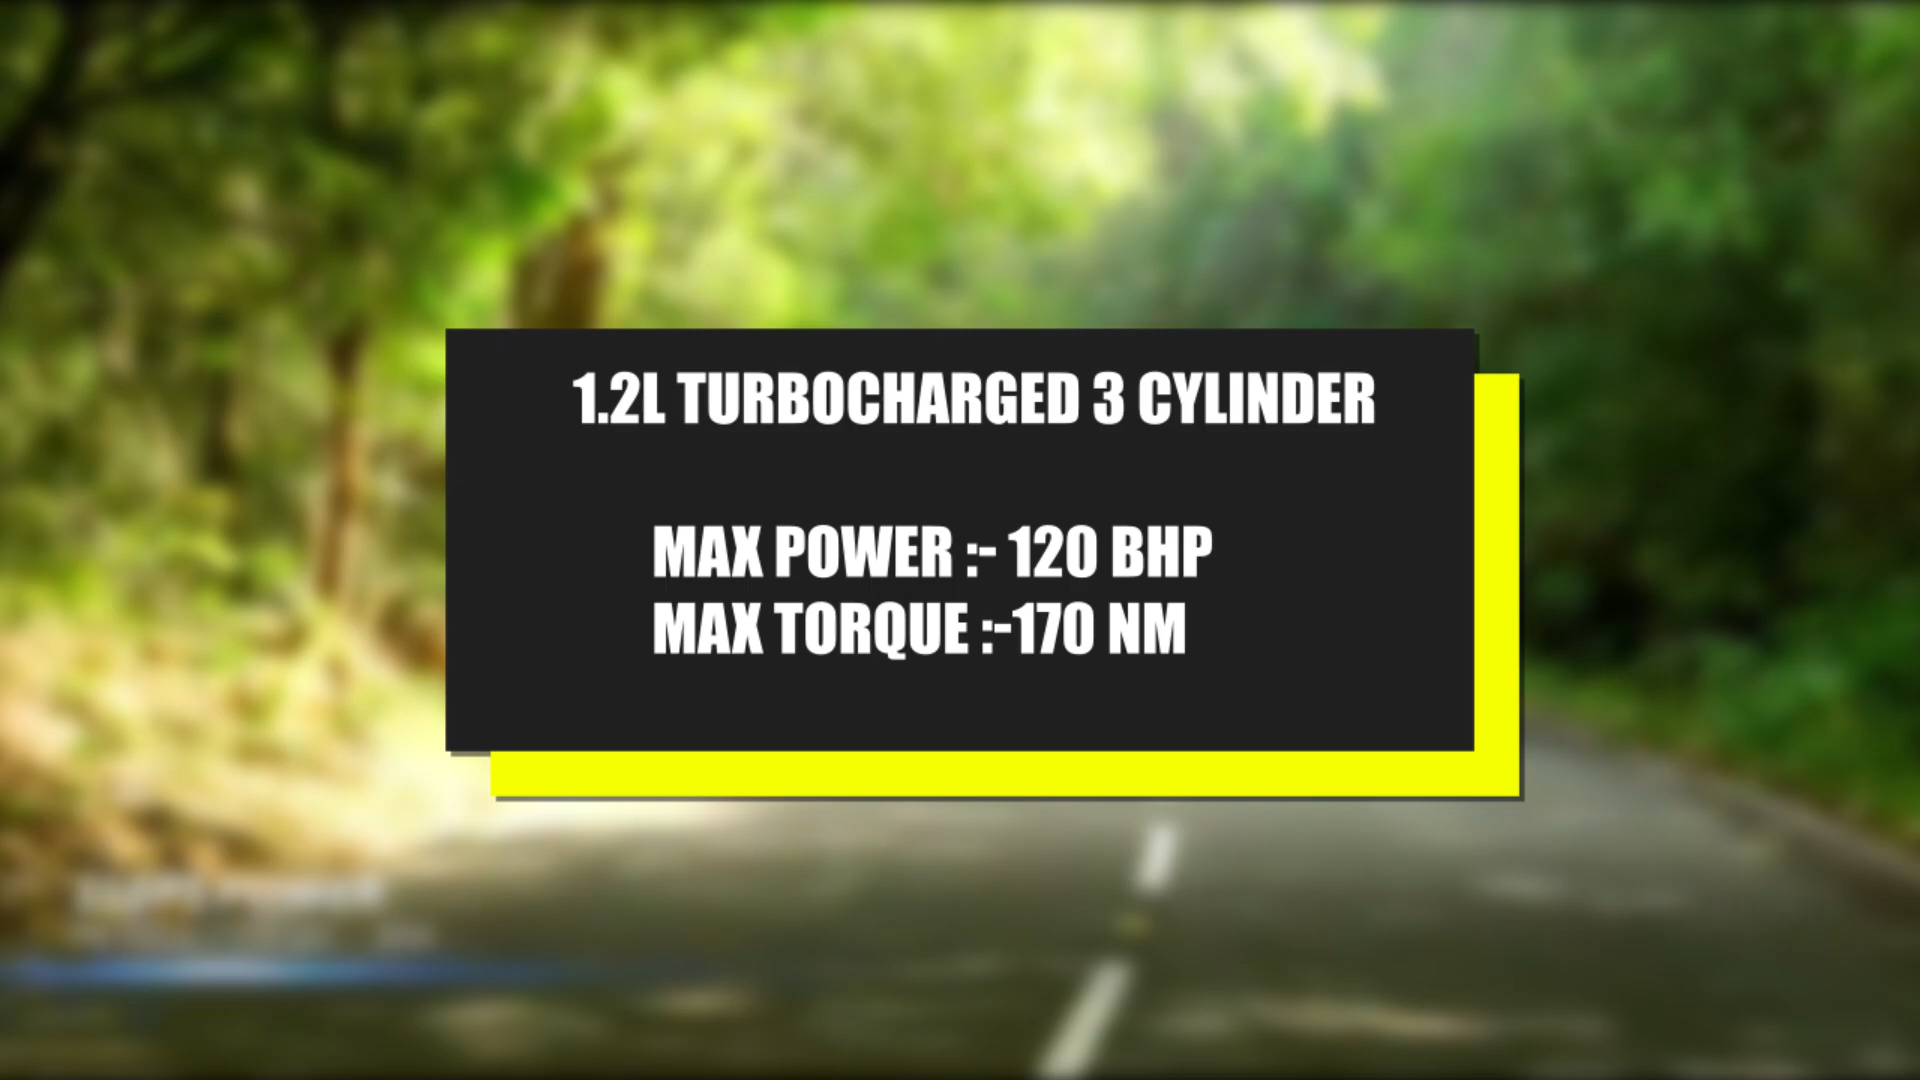 1.2L TURBOCHARGED 3 CYLINDER
MAX POWER :- 120 BHP
MAX TORQUE :-170 NM